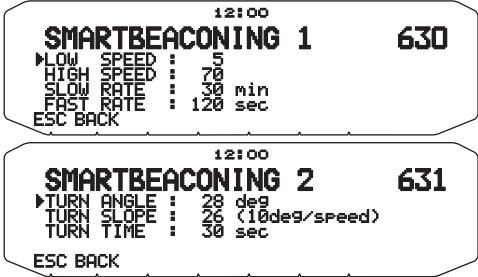 12:00
SMARTBEACONING 1 630
▶LOW SPEED : 5
HIGH SPEED : 70
SLOW RATE : 30 min
FAST RATE : 120 sec
ESC BACK
12:00
SMARTBEACONING 2 631
▶TURN ANGLE : 28 deg
TURN SLOPE : 26 (10deg/speed)
TURN TIME : 30 sec
ESC BACK